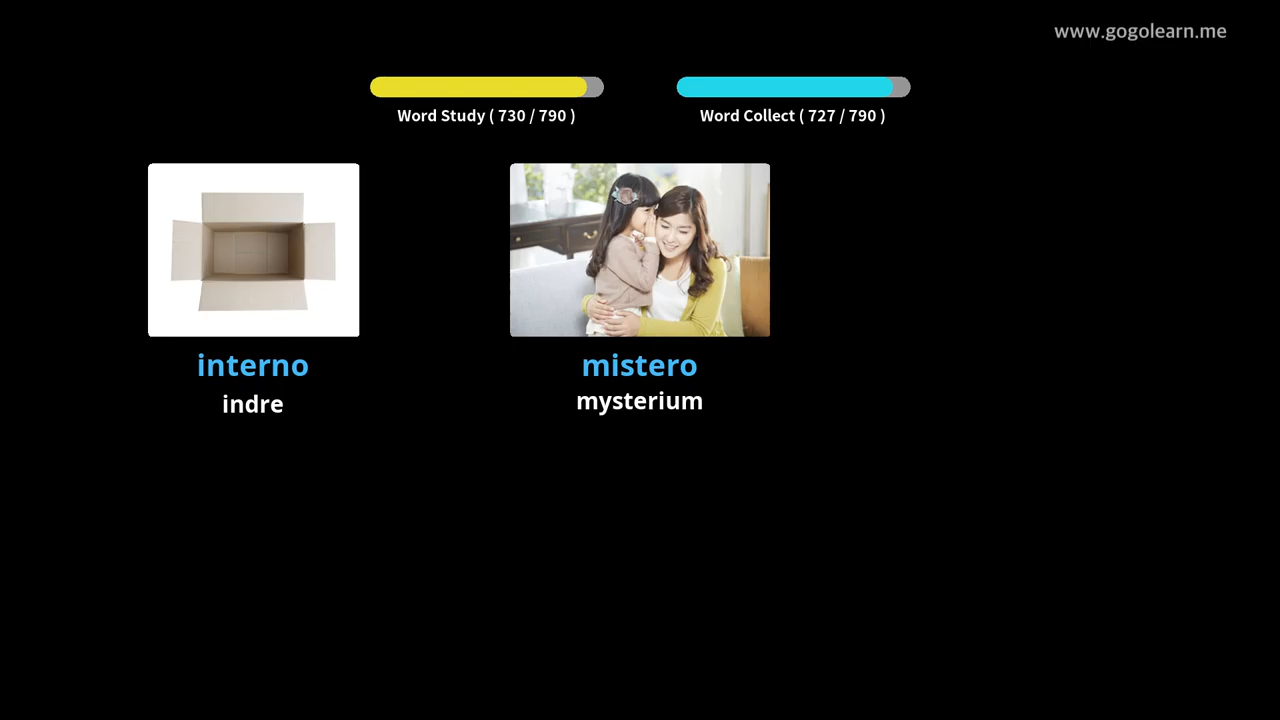 www.gogolearn.me
Word Study ( 730 / 790 )
Word Collect ( 727 / 790 )
interno
indre
mistero
mysterium